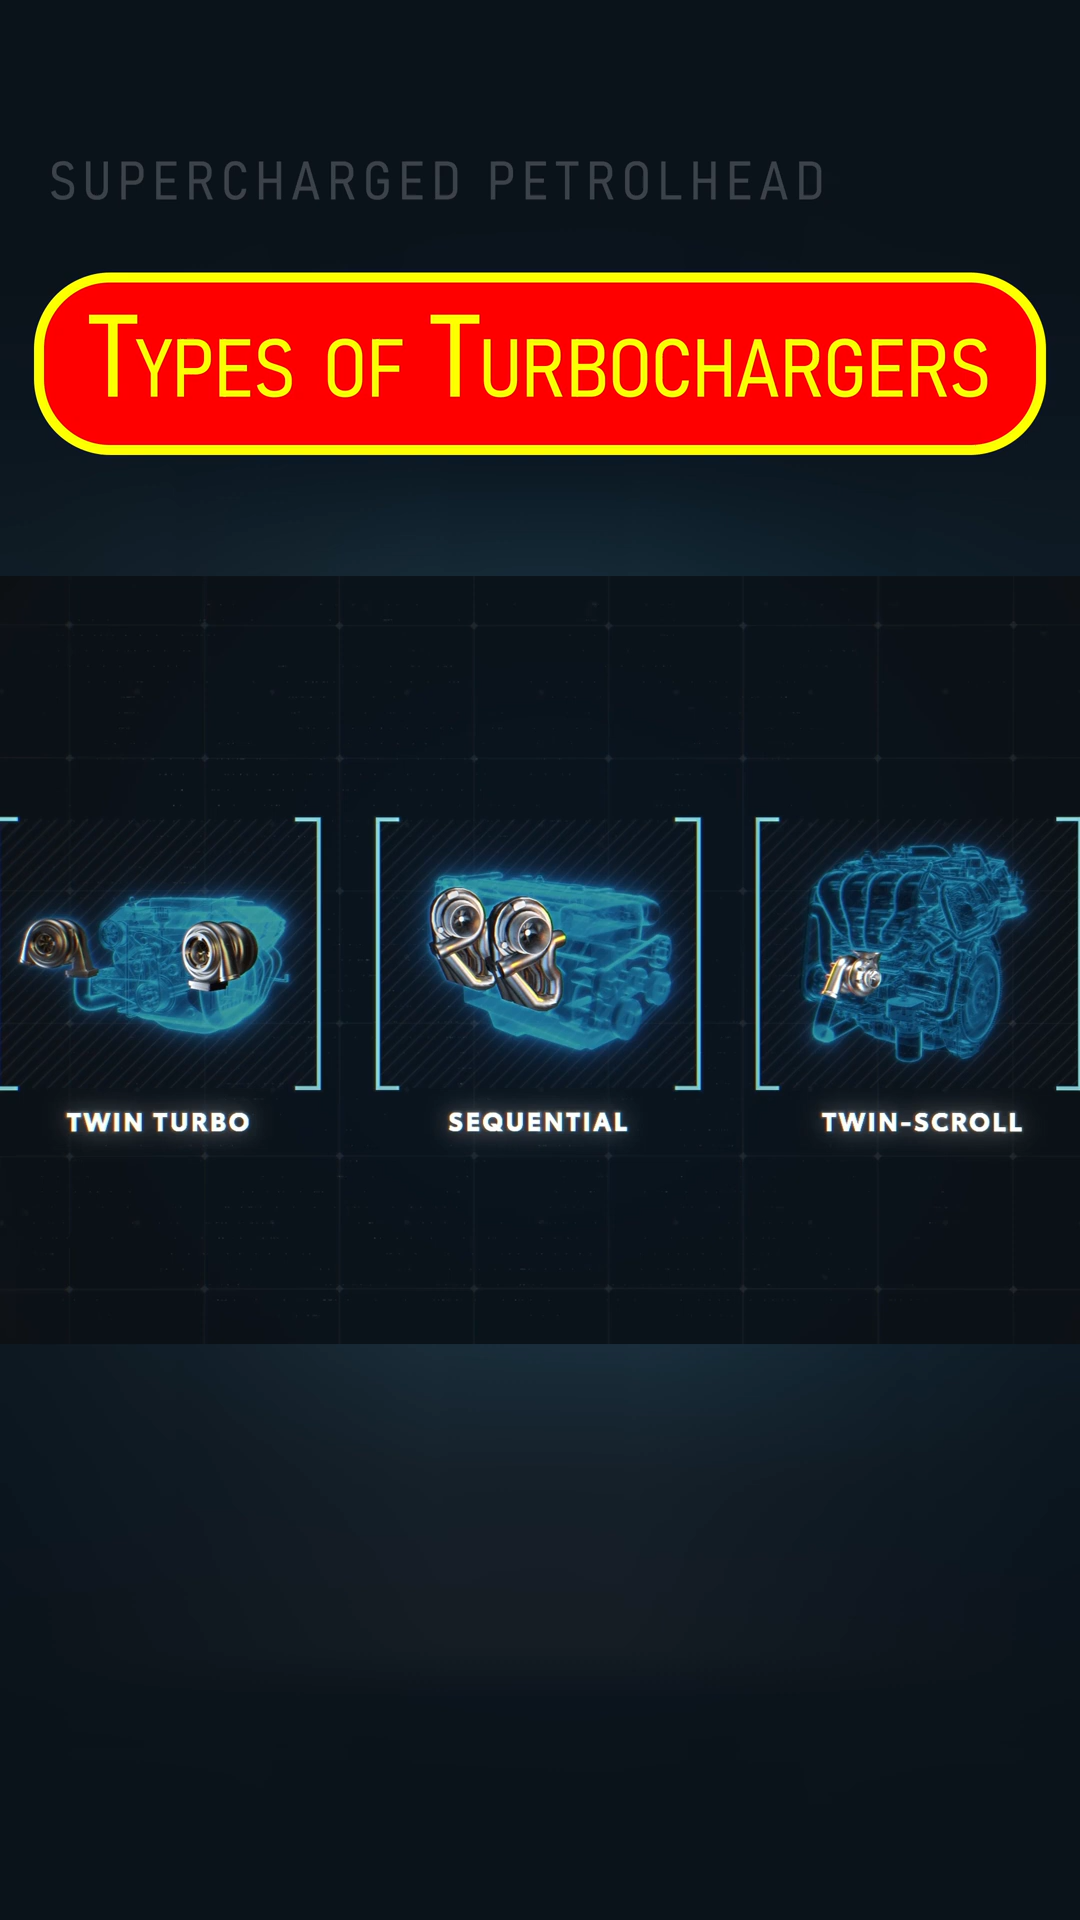 SUPERCHARGED PETROLHEAD
Types of Turbochargers
TWIN TURBO
SEQUENTIAL
TWIN-SCROLL